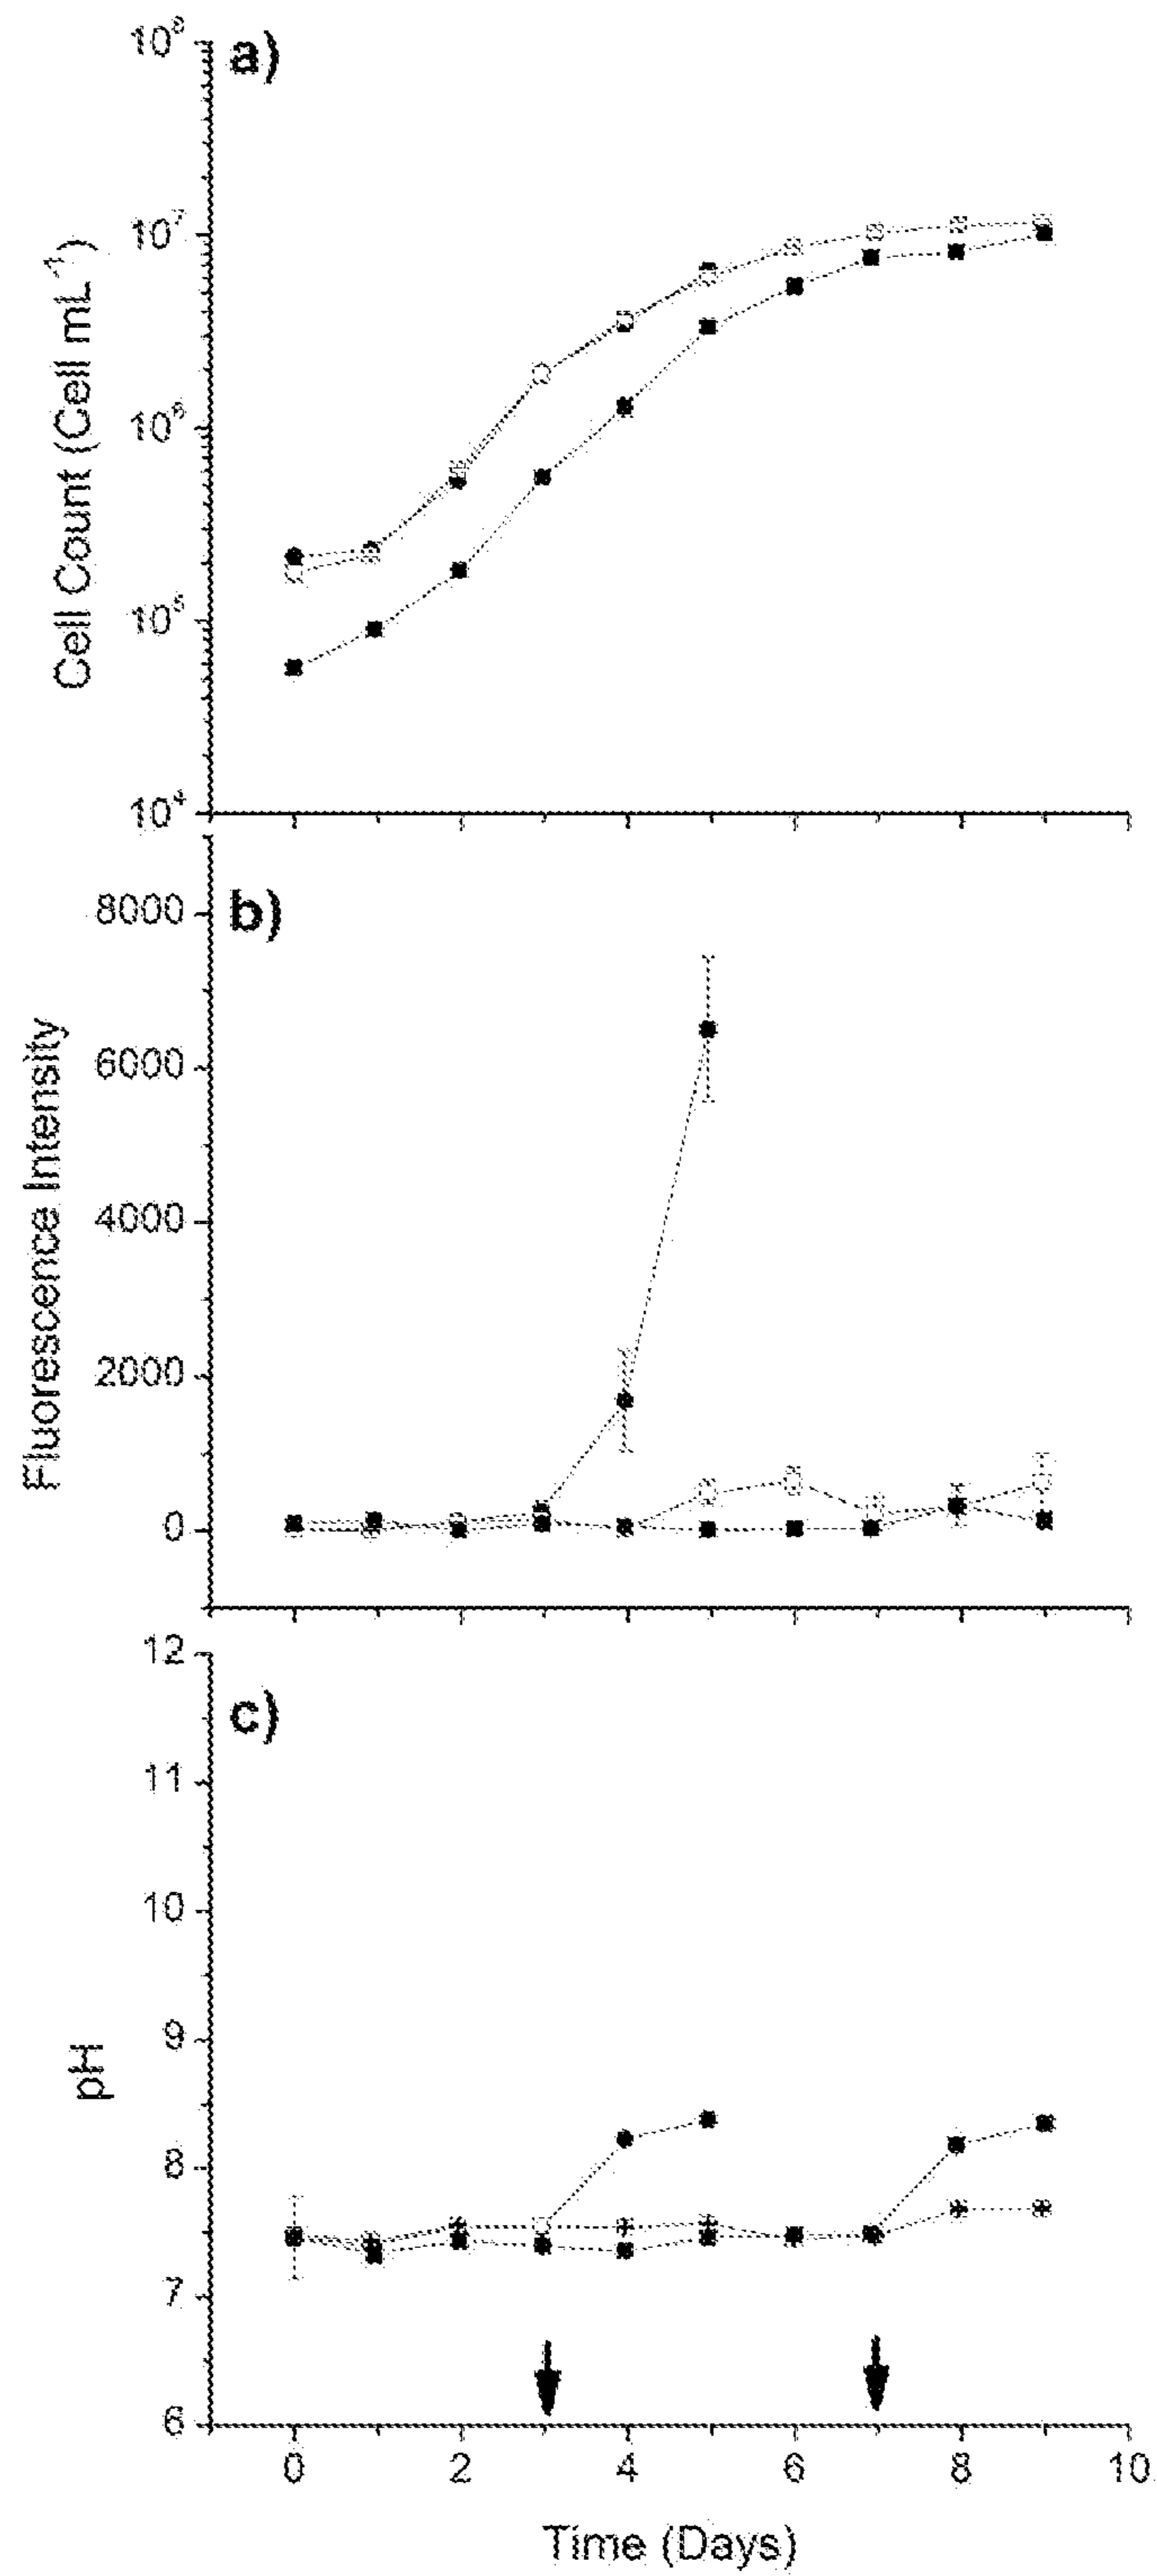 a)
10⁸
10⁷
10⁶
10⁵
10⁴
Cell Count (Cell mL⁻¹)
b)
8000
6000
4000
2000
0
Fluorescence Intensity
c)
12
11
10
9
8
7
6
pH
0 2 4 6 8 10
Time (Days)